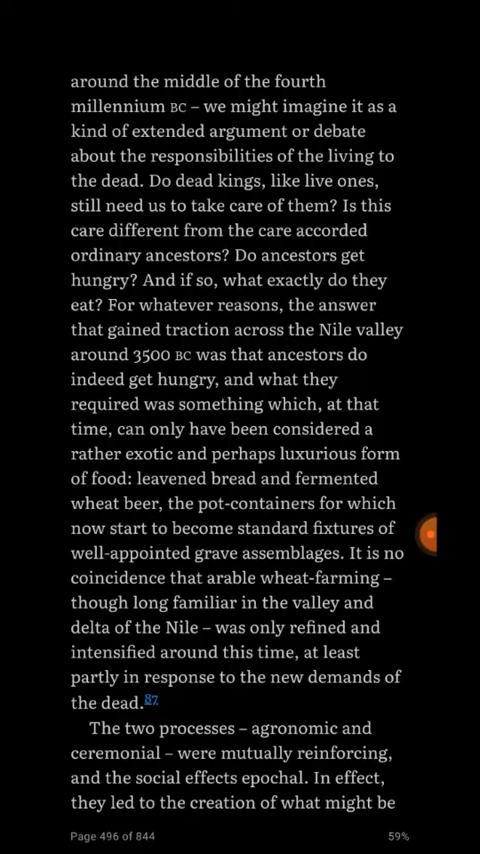 around the middle of the fourth
millennium BC – we might imagine it as a
kind of extended argument or debate
about the responsibilities of the living to
the dead. Do dead kings, like live ones,
still need us to take care of them? Is this
care different from the care accorded
ordinary ancestors? Do ancestors get
hungry? And if so, what exactly do they
eat? For whatever reasons, the answer
that gained traction across the Nile valley
around 3500 BC was that ancestors do
indeed get hungry, and what they
required was something which, at that
time, can only have been considered a
rather exotic and perhaps luxurious form
of food: leavened bread and fermented
wheat beer, the pot-containers for which
now start to become standard fixtures of
well-appointed grave assemblages. It is no
coincidence that arable wheat-farming –
though long familiar in the valley and
delta of the Nile – was only refined and
intensified around this time, at least
partly in response to the new demands of
the dead.87
The two processes – agronomic and
ceremonial – were mutually reinforcing,
and the social effects epochal. In effect,
they led to the creation of what might be
Page 496 of 844 59%